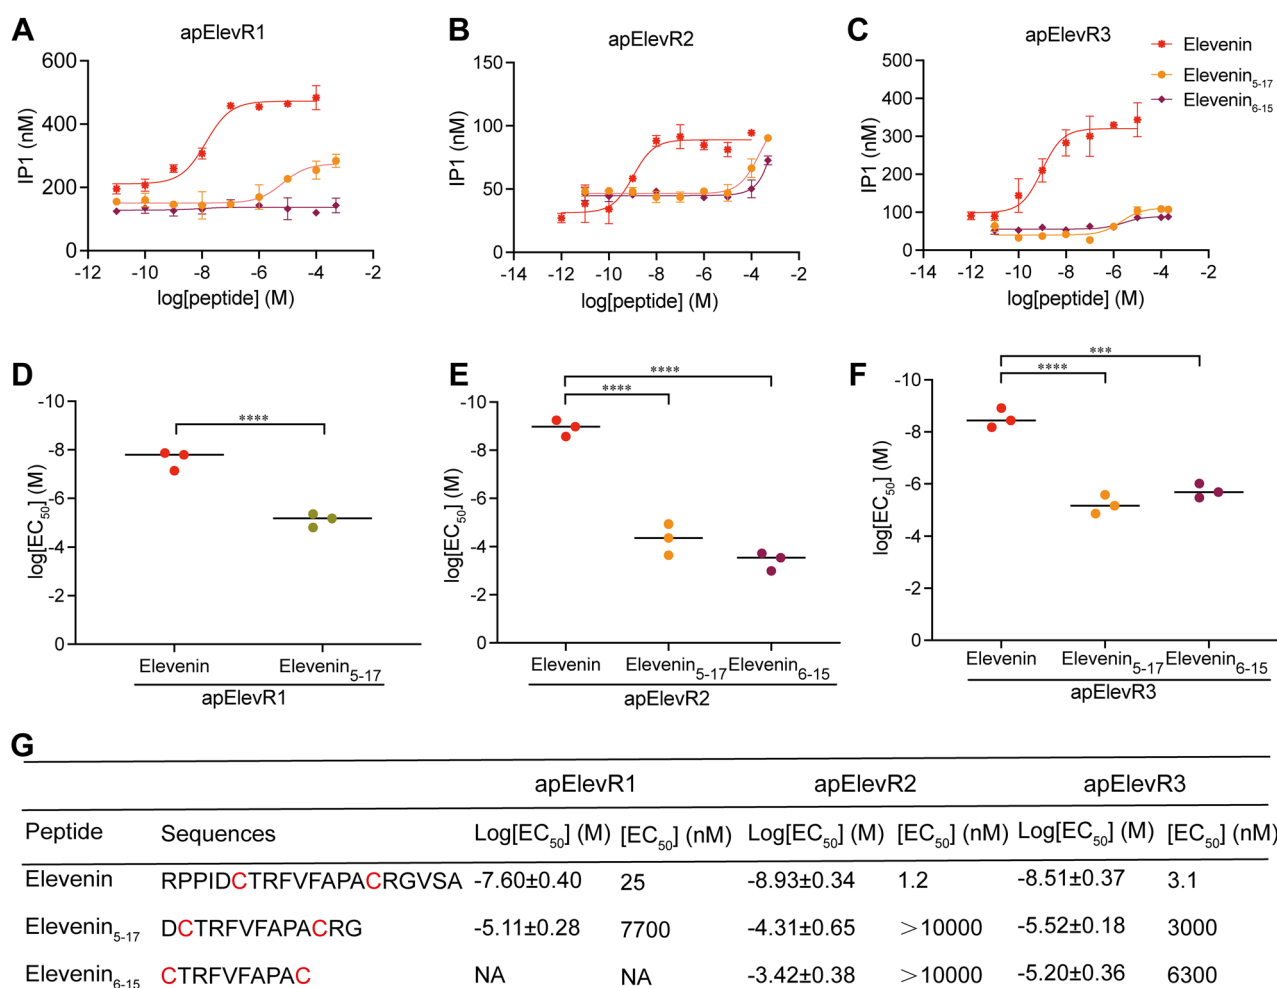 A
apElevR1
IP1 (nM)
600
400
200
0
-12
-10
-8
-6
-4
-2
log[peptide] (M)
B
apElevR2
IP1 (nM)
150
100
50
0
-14
-12
-10
-8
-6
-4
-2
log[peptide] (M)
C
apElevR3
IP1 (nM)
500
400
300
200
100
0
-14
-12
-10
-8
-6
-4
-2
log[peptide] (M)
Elevenin
Elevenin5-17
Elevenin6-15
D
log[EC50] (M)
-10
-8
-6
-4
-2
0
****
Elevenin
Elevenin5-17
apElevR1
E
log[EC50] (M)
-10
-8
-6
-4
-2
0
****
****
Elevenin
Elevenin5-17
Elevenin6-15
apElevR2
F
log[EC50] (M)
-10
-8
-6
-4
-2
0
***
****
Elevenin
Elevenin5-17
Elevenin6-15
apElevR3
G
apElevR1 apElevR2 apElevR3
Peptide Sequences Log[EC50] (M) [EC50] (nM) Log[EC50] (M) [EC50] (nM) Log[EC50] (M) [EC50] (nM)
Elevenin RPPIDCTRFVFAPACRGVSA -7.60±0.40 25 -8.93±0.34 1.2 -8.51±0.37 3.1
Elevenin5-17 DCTRFVFAPACRG -5.11±0.28 7700 -4.31±0.65 >10000 -5.52±0.18 3000
Elevenin6-15 CTRFVFAPAC NA NA -3.42±0.38 >10000 -5.20±0.36 6300